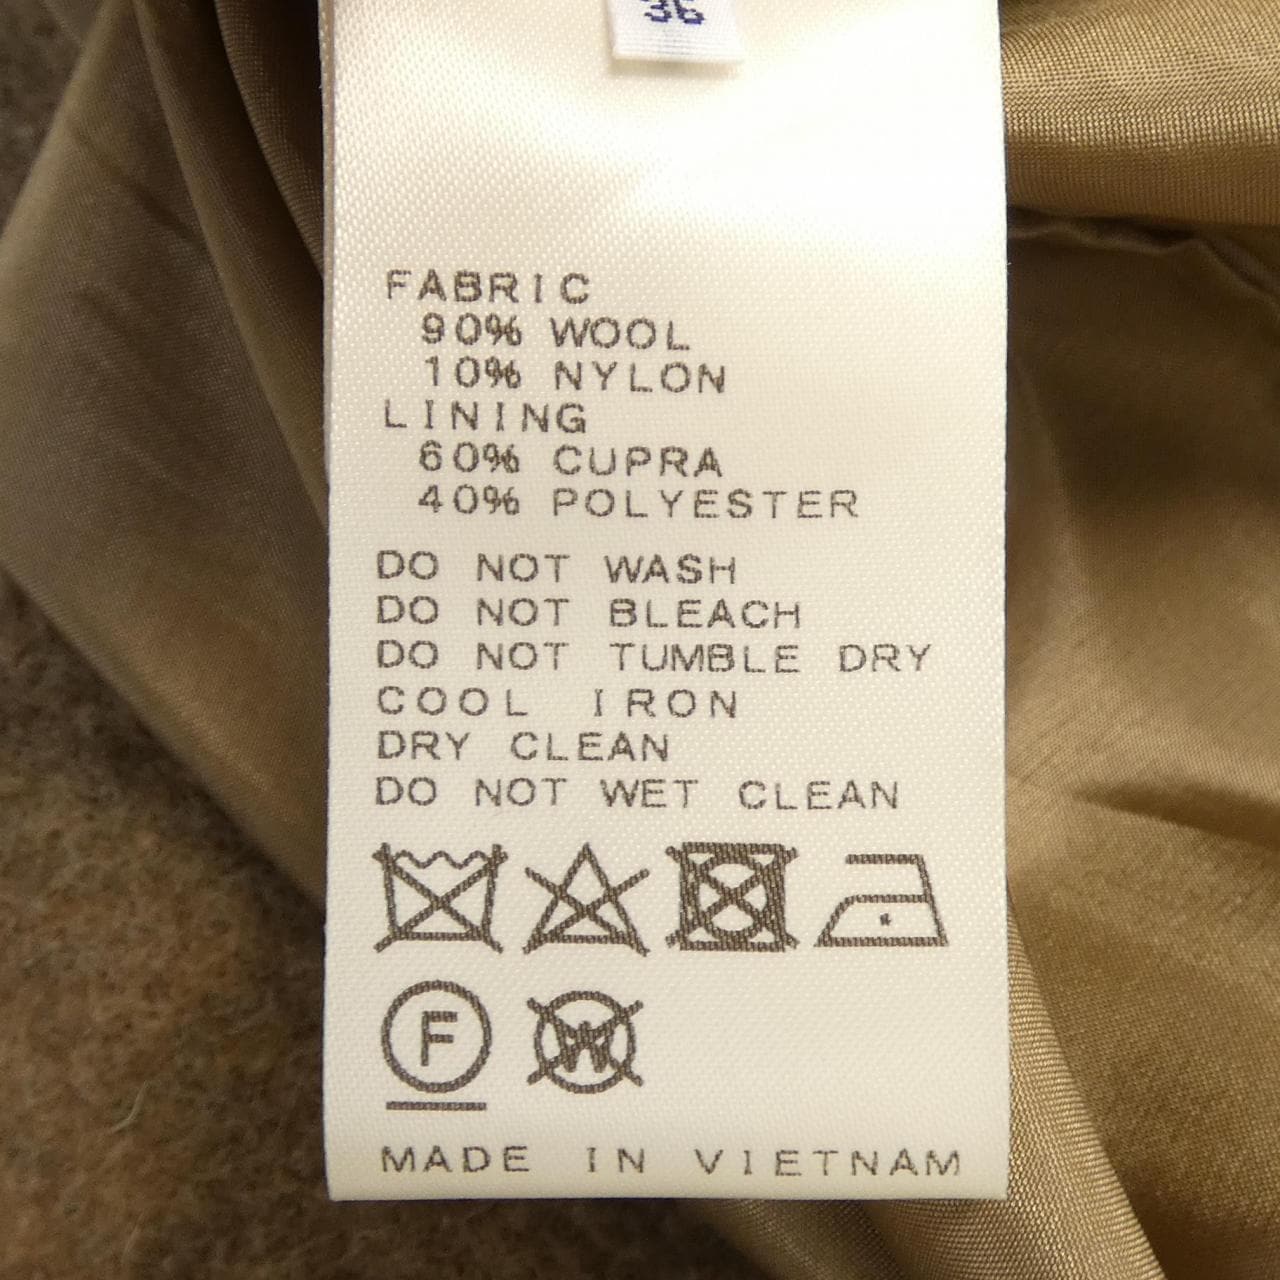 36
FABRIC
90% WOOL
10% NYLON
LINING
60% CUPRA
40% POLYESTER
DO NOT WASH
DO NOT BLEACH
DO NOT TUMBLE DRY
COOL IRON
DRY CLEAN
DO NOT WET CLEAN
F W
MADE IN VIETNAM